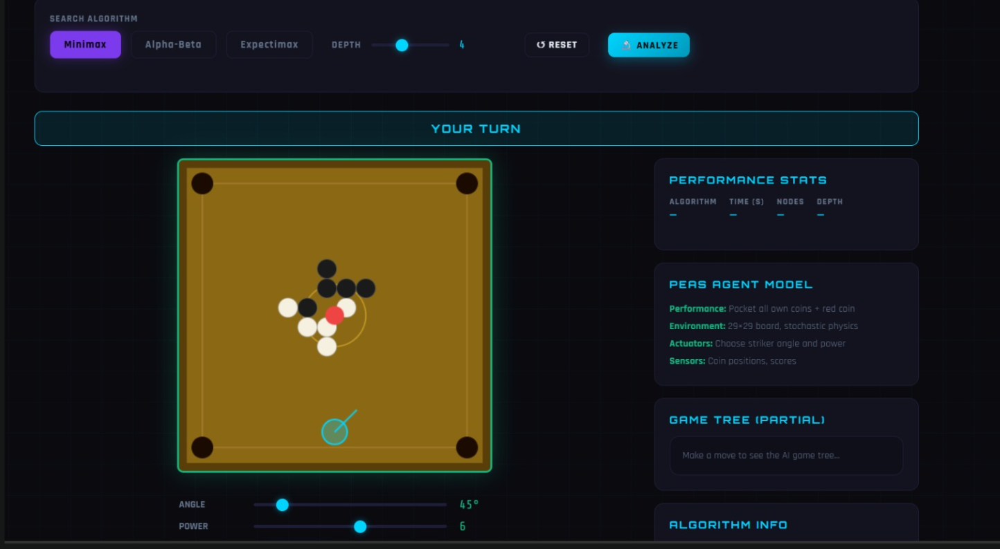 SEARCH ALGORITHM
Minimax
Alpha-Beta
Expectimax
DEPTH
4
↺ RESET
🔬 ANALYZE
YOUR TURN
PERFORMANCE STATS
ALGORITHM TIME (S) NODES DEPTH
— — — —
PEAS AGENT MODEL
Performance: Pocket all own coins + red coin
Environment: 29×29 board, stochastic physics
Actuators: Choose striker angle and power
Sensors: Coin positions, scores
GAME TREE (PARTIAL)
Make a move to see the AI game tree...
ANGLE 45°
POWER 6
ALGORITHM INFO